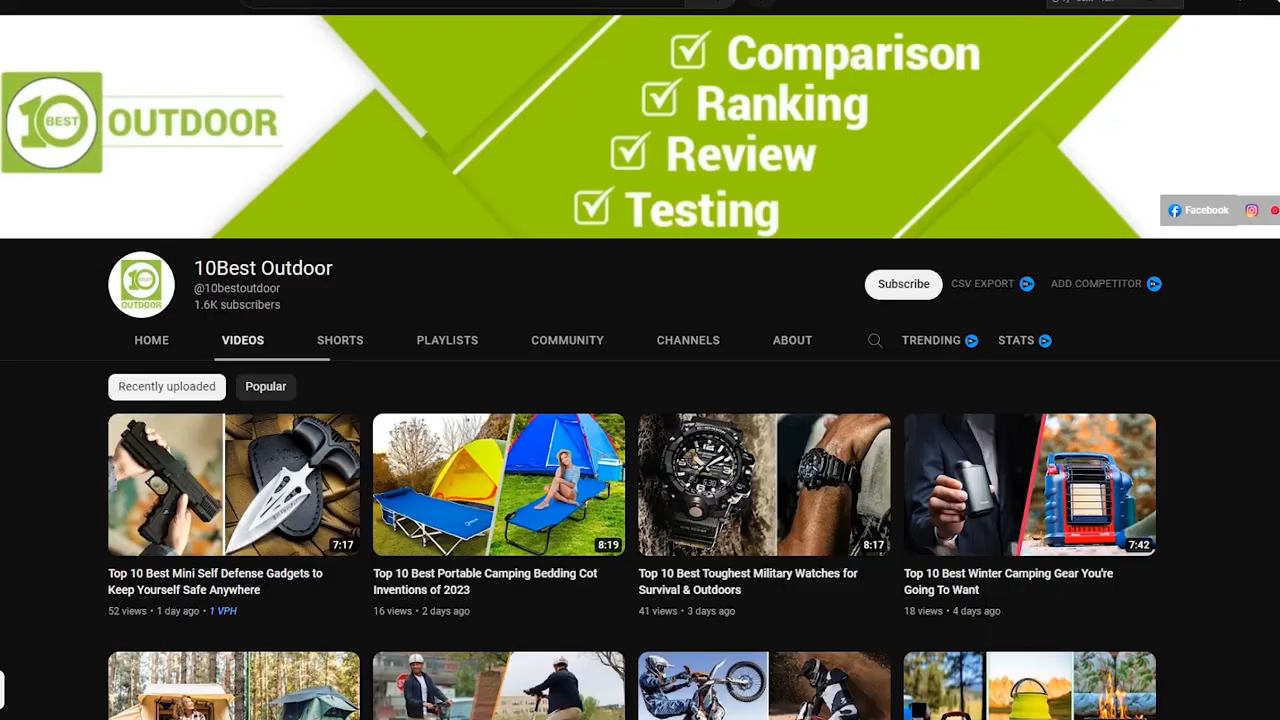 Comparison
Ranking
Review
Testing
10 BEST OUTDOOR
Facebook
10 BEST OUTDOOR
10Best Outdoor
@10bestoutdoor
1.6K subscribers
Subscribe
CSV EXPORT
ADD COMPETITOR
HOME
VIDEOS
SHORTS
PLAYLISTS
COMMUNITY
CHANNELS
ABOUT
TRENDING
STATS
Recently uploaded
Popular
7:17
8:19
8:17
7:42
Top 10 Best Mini Self Defense Gadgets to
Keep Yourself Safe Anywhere
52 views • 1 day ago • 1 VPH
Top 10 Best Portable Camping Bedding Cot
Inventions of 2023
16 views • 2 days ago
Top 10 Best Toughest Military Watches for
Survival & Outdoors
41 views • 3 days ago
Top 10 Best Winter Camping Gear You're
Going To Want
18 views • 4 days ago